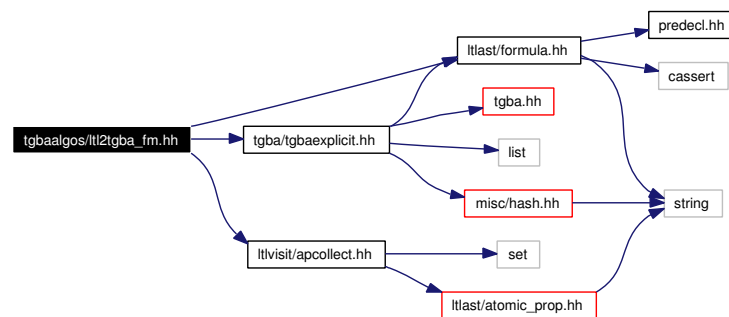 predecl.hh
ltlast/formula.hh
cassert
tgba.hh
tgbaalgos/ltl2tgba_fm.hh
tgba/tgbaexplicit.hh
list
misc/hash.hh
string
ltlvisit/apcollect.hh
set
ltlast/atomic_prop.hh